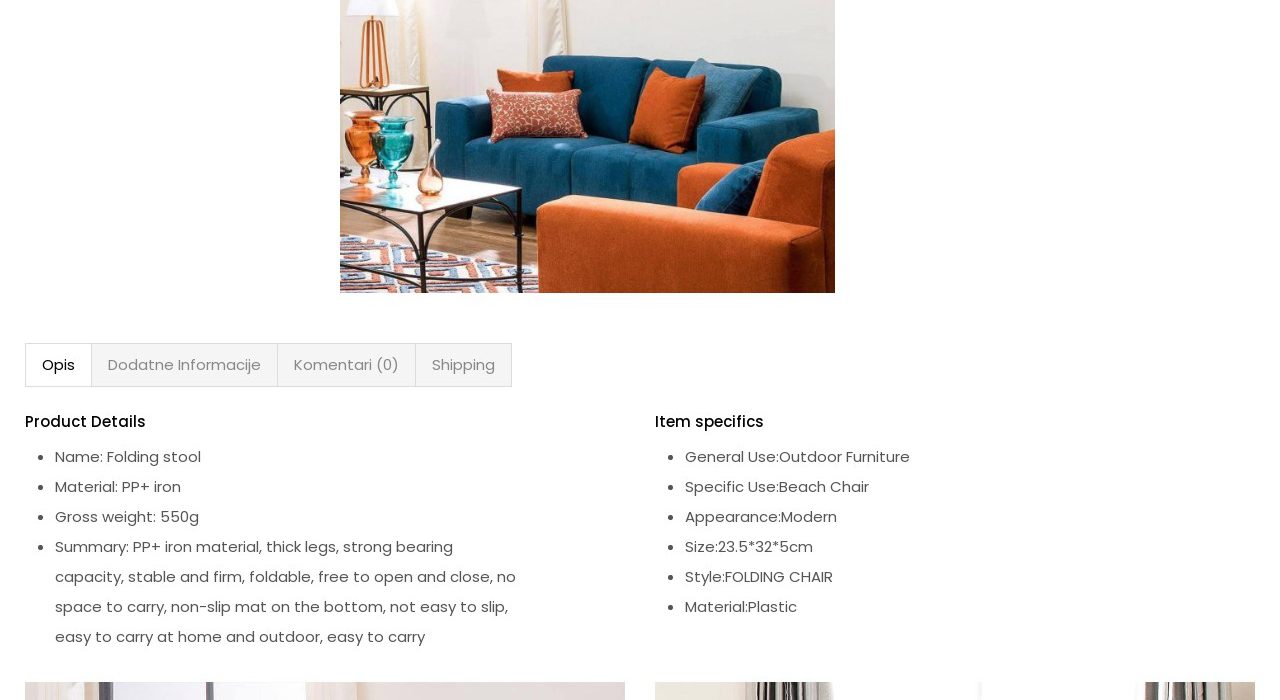 Opis
Dodatne Informacije
Komentari (0)
Shipping
Product Details
Name: Folding stool
Material: PP+ iron
Gross weight: 550g
Summary: PP+ iron material, thick legs, strong bearing
capacity, stable and firm, foldable, free to open and close, no
space to carry, non-slip mat on the bottom, not easy to slip,
easy to carry at home and outdoor, easy to carry
Item specifics
General Use:Outdoor Furniture
Specific Use:Beach Chair
Appearance:Modern
Size:23.5*32*5cm
Style:FOLDING CHAIR
Material:Plastic